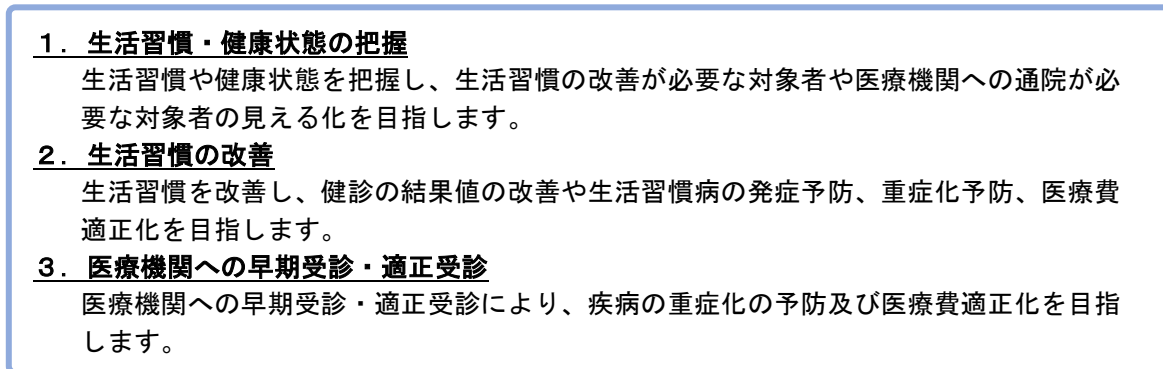 １．生活習慣・健康状態の把握
生活習慣や健康状態を把握し、生活習慣の改善が必要な対象者や医療機関への通院が必
要な対象者の見える化を目指します。
２．生活習慣の改善
生活習慣を改善し、健診の結果値の改善や生活習慣病の発症予防、重症化予防、医療費
適正化を目指します。
３．医療機関への早期受診・適正受診
医療機関への早期受診・適正受診により、疾病の重症化の予防及び医療費適正化を目指
します。